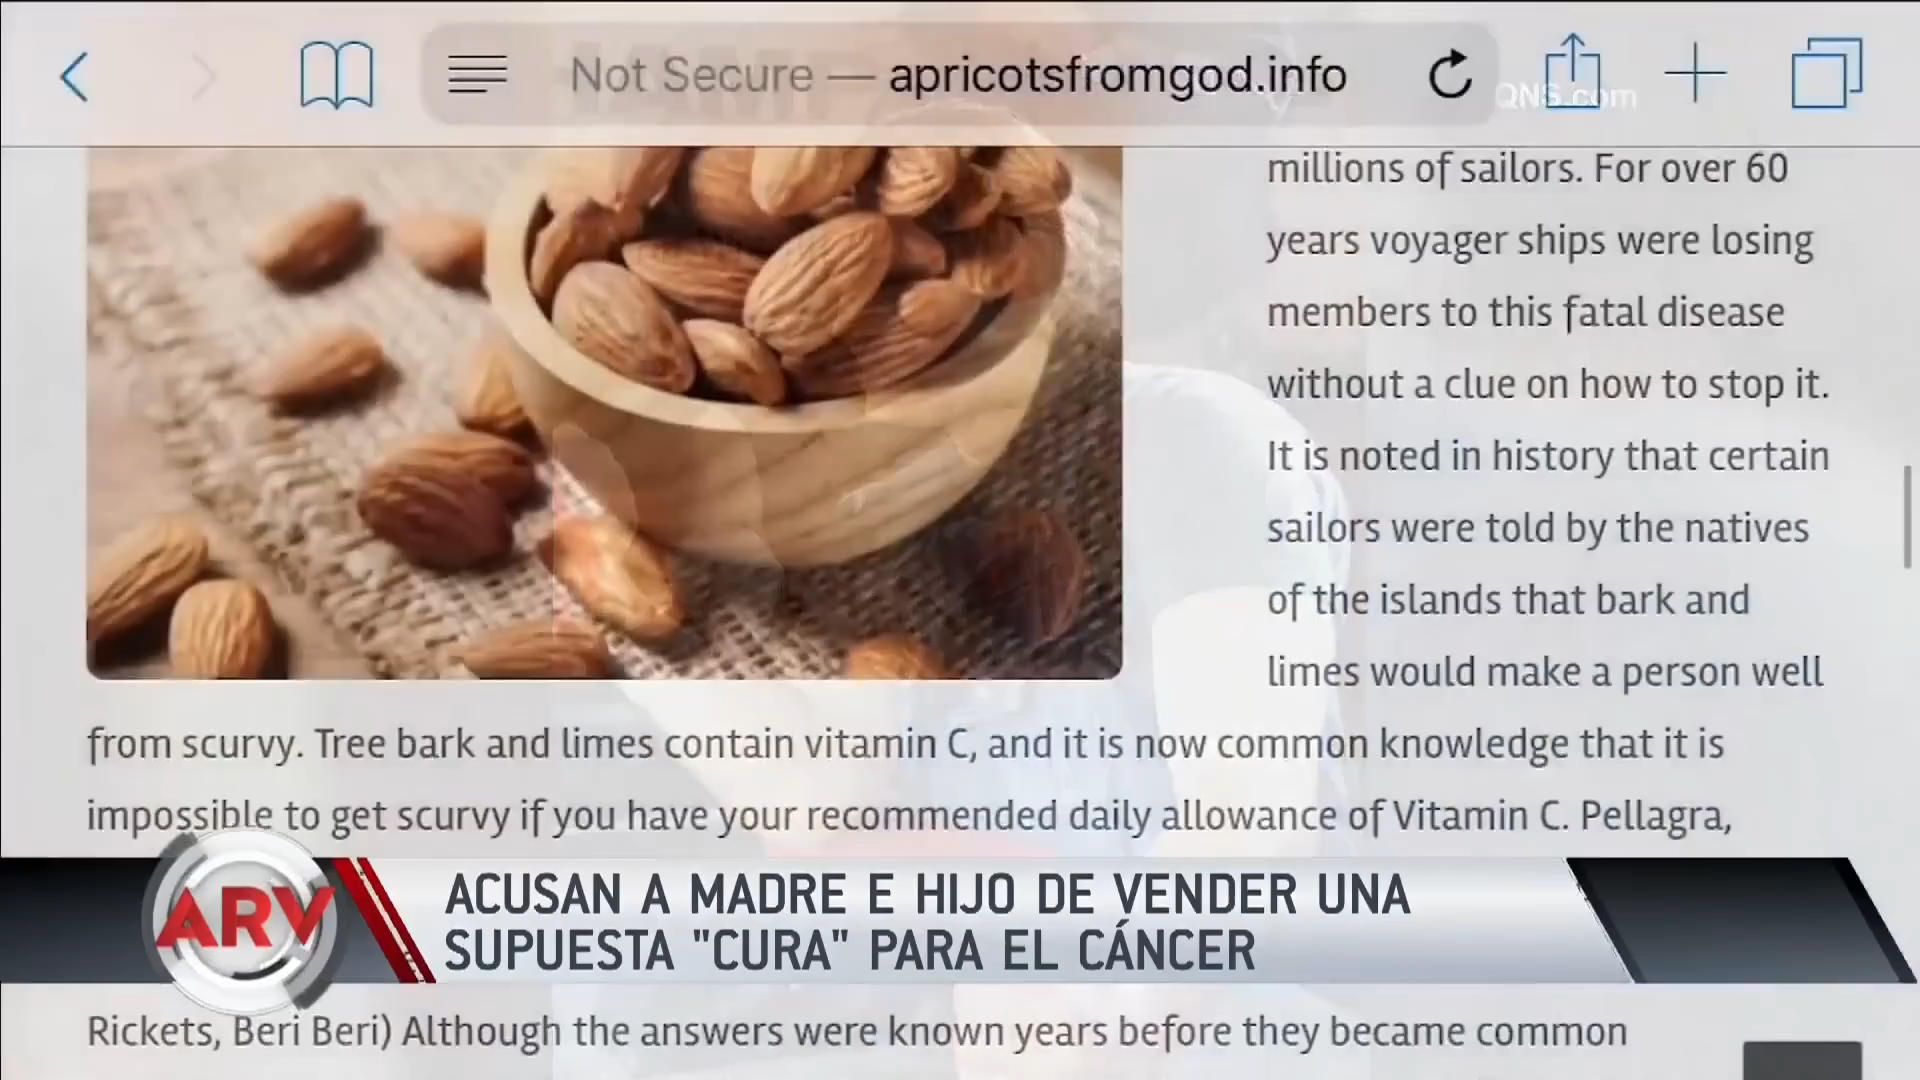 Not Secure — apricotsfromgod.info
QNS.com
millions of sailors. For over 60
years voyager ships were losing
members to this fatal disease
without a clue on how to stop it.
It is noted in history that certain
sailors were told by the natives
of the islands that bark and
limes would make a person well
from scurvy. Tree bark and limes contain vitamin C, and it is now common knowledge that it is
impossible to get scurvy if you have your recommended daily allowance of Vitamin C. Pellagra,
ARV
ACUSAN A MADRE E HIJO DE VENDER UNA
SUPUESTA "CURA" PARA EL CÁNCER
Rickets, Beri Beri) Although the answers were known years before they became common